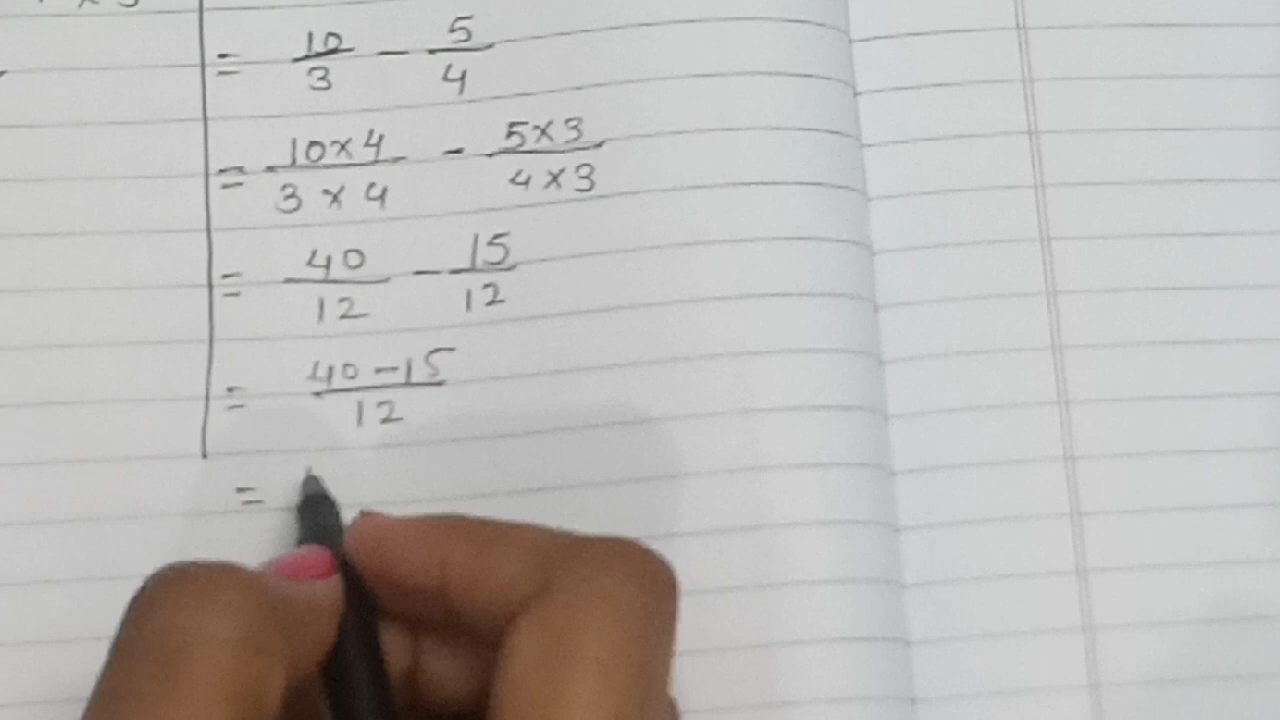 = 10/3 - 5/4
= 10×4/3×4 - 5×3/4×3
= 40/12 - 15/12
= 40-15/12
=